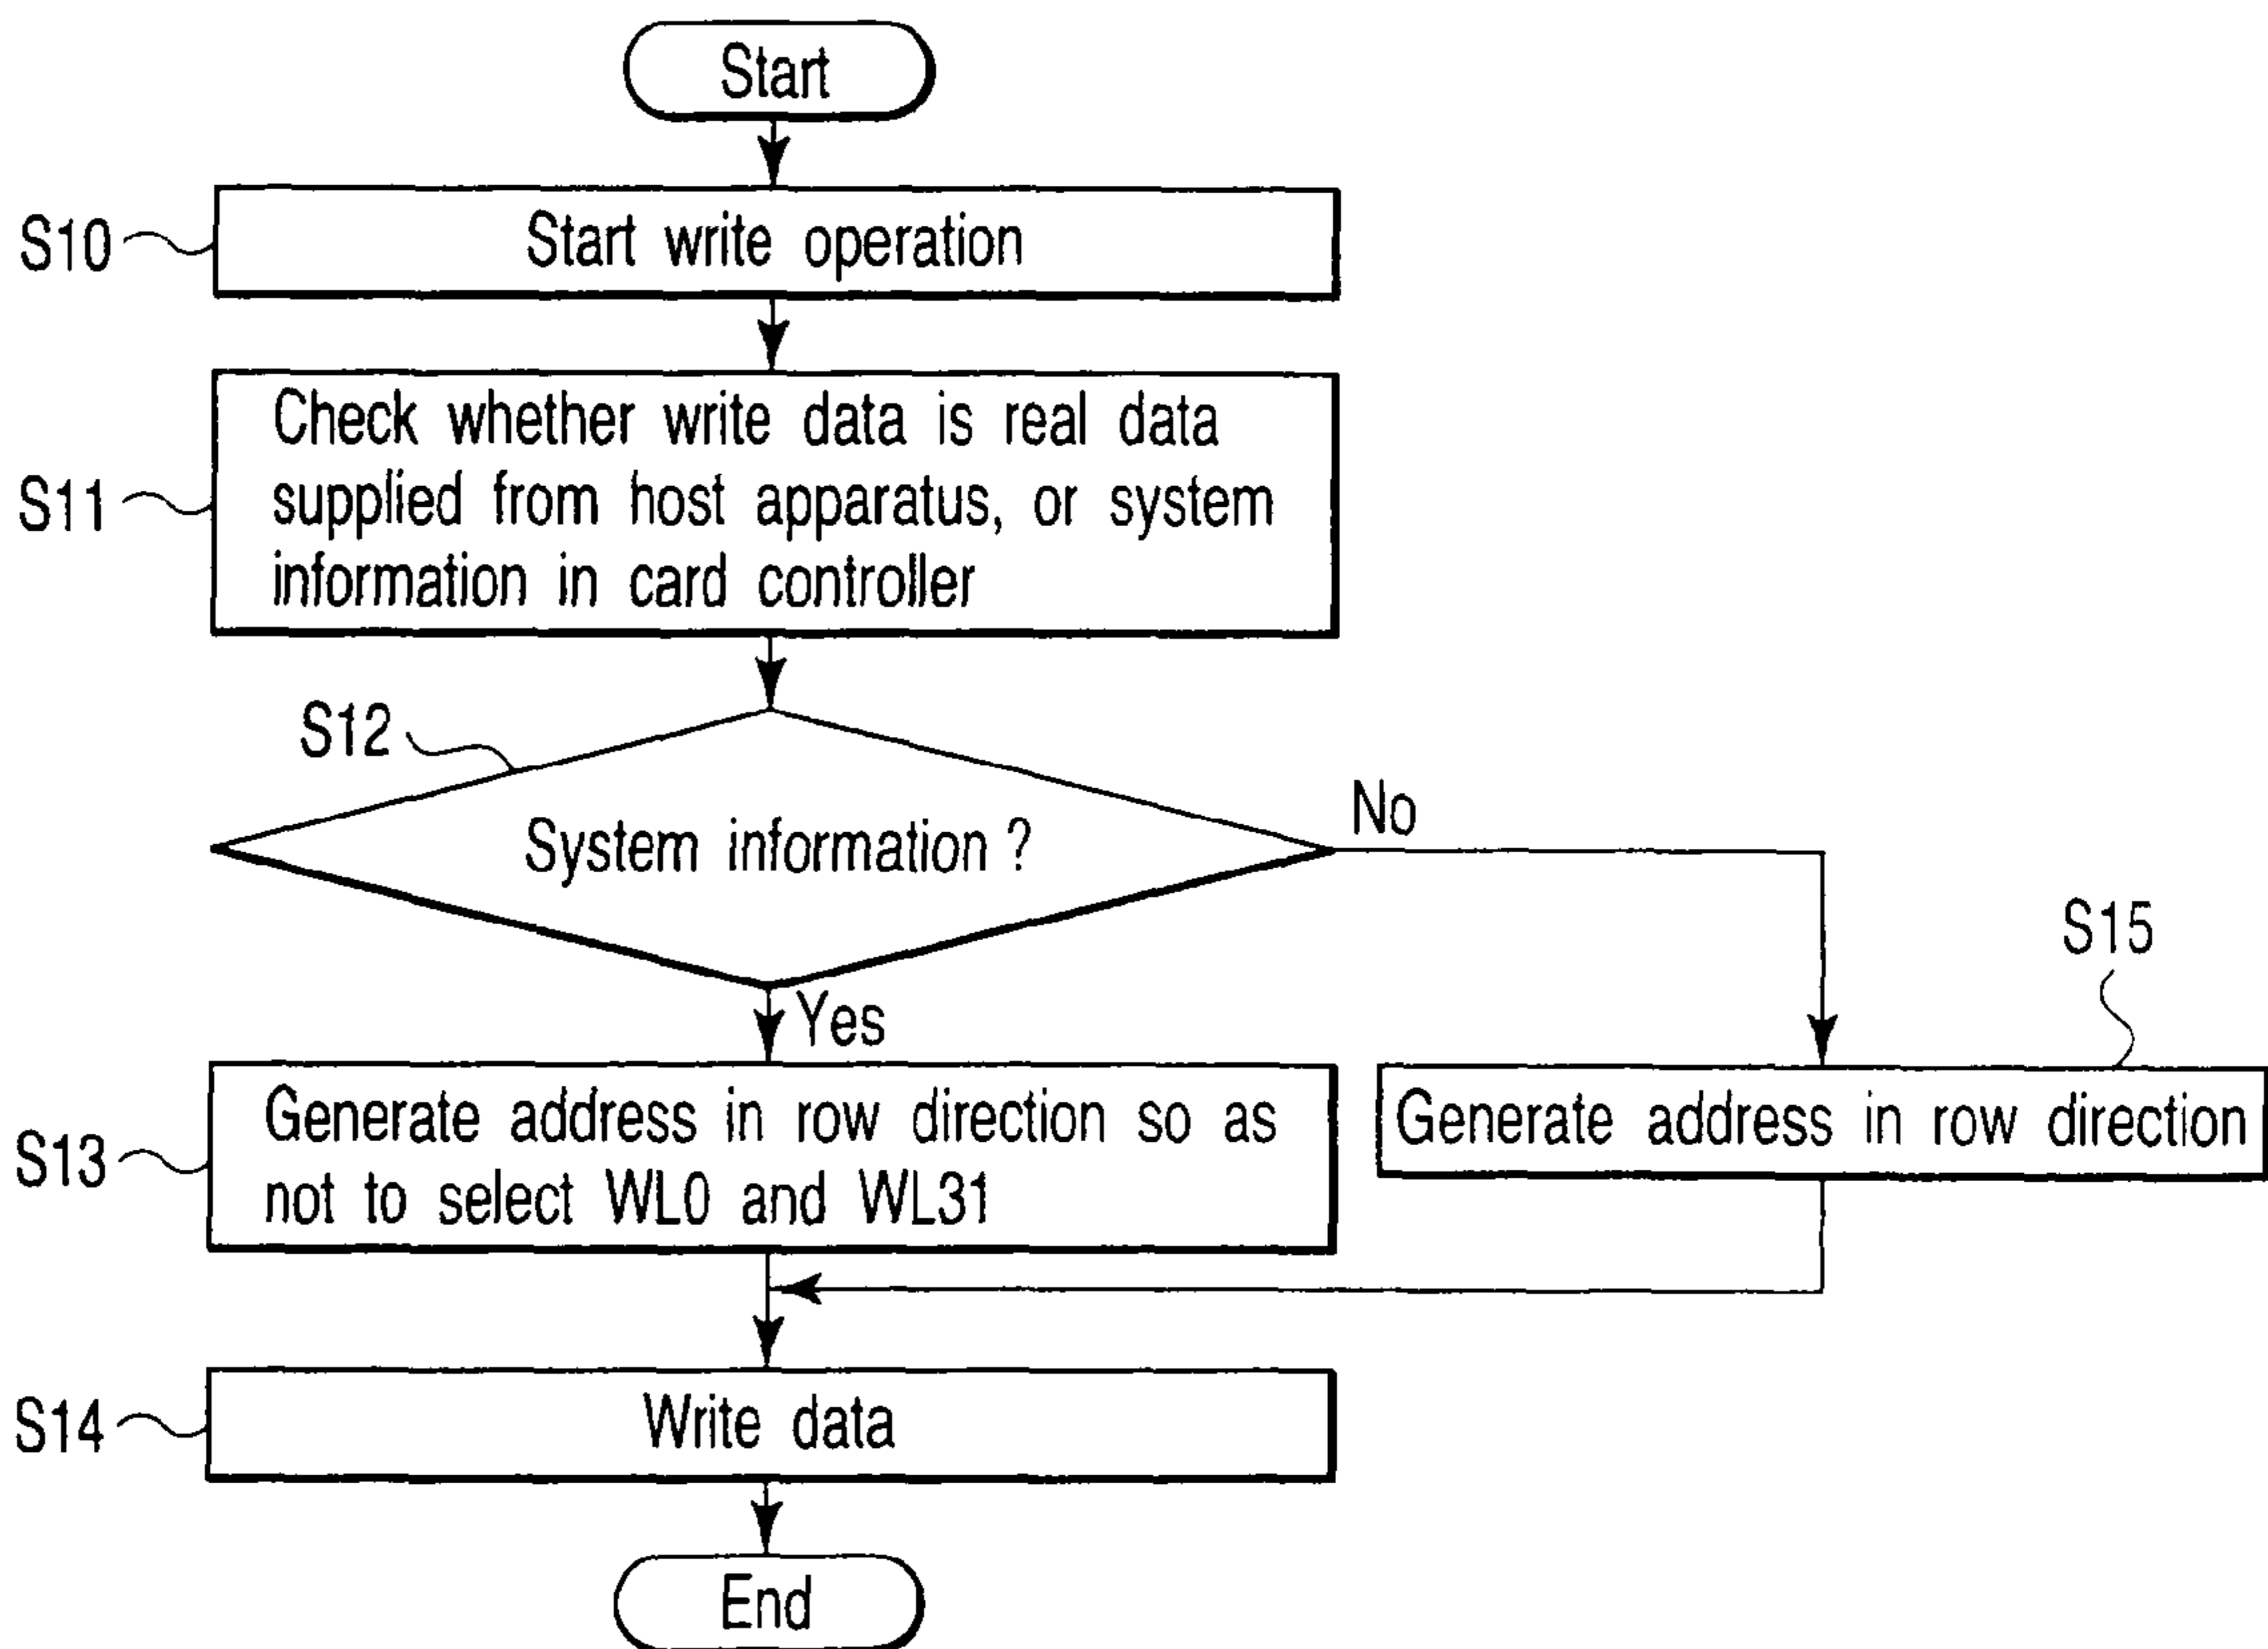 Start
S10
Start write operation
S11
Check whether write data is real data
supplied from host apparatus, or system
information in card controller
S12
System information ?
No
Yes
S15
S13
Generate address in row direction so as
not to select WL0 and WL31
Generate address in row direction
S14
Write data
End